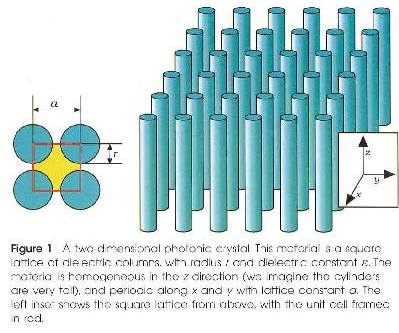 a
r
z
y
x
Figure 1 A two-dimensional photonic crystal. This material is a square
lattice of dielectric columns, with radius r and dielectric constant ε. The
material is homogeneous in the z direction (we imagine the cylinders
are very tall), and periodic along x and y with lattice constant a. The
left inset shows the square lattice from above, with the unit cell framed
in red.